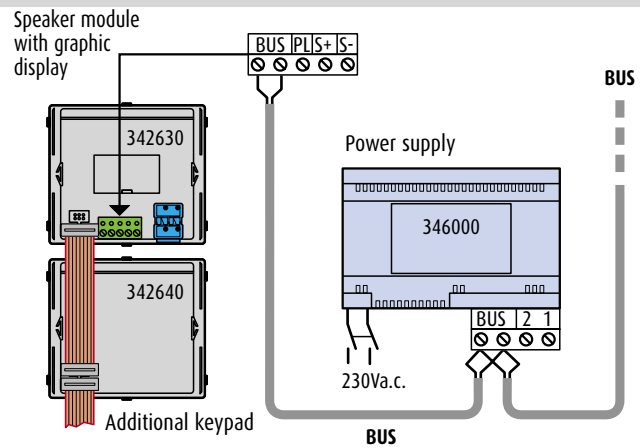 Speaker module
with graphic
display
BUS PL S+ S-
BUS
342630
Power supply
346000
342640
BUS 2 1
230Va.c.
Additional keypad
BUS